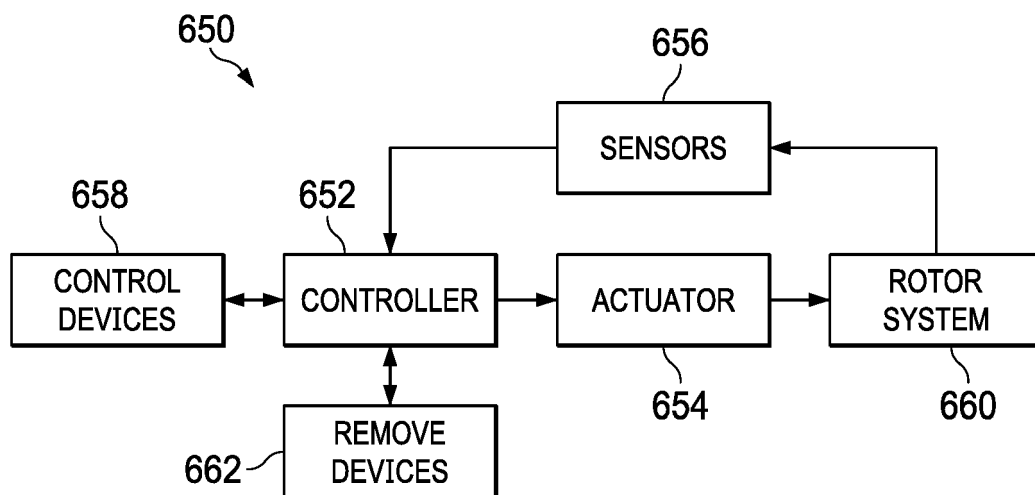 650
656
SENSORS
658
652
CONTROL
DEVICES
CONTROLLER
ACTUATOR
ROTOR
SYSTEM
654
660
662
REMOVE
DEVICES